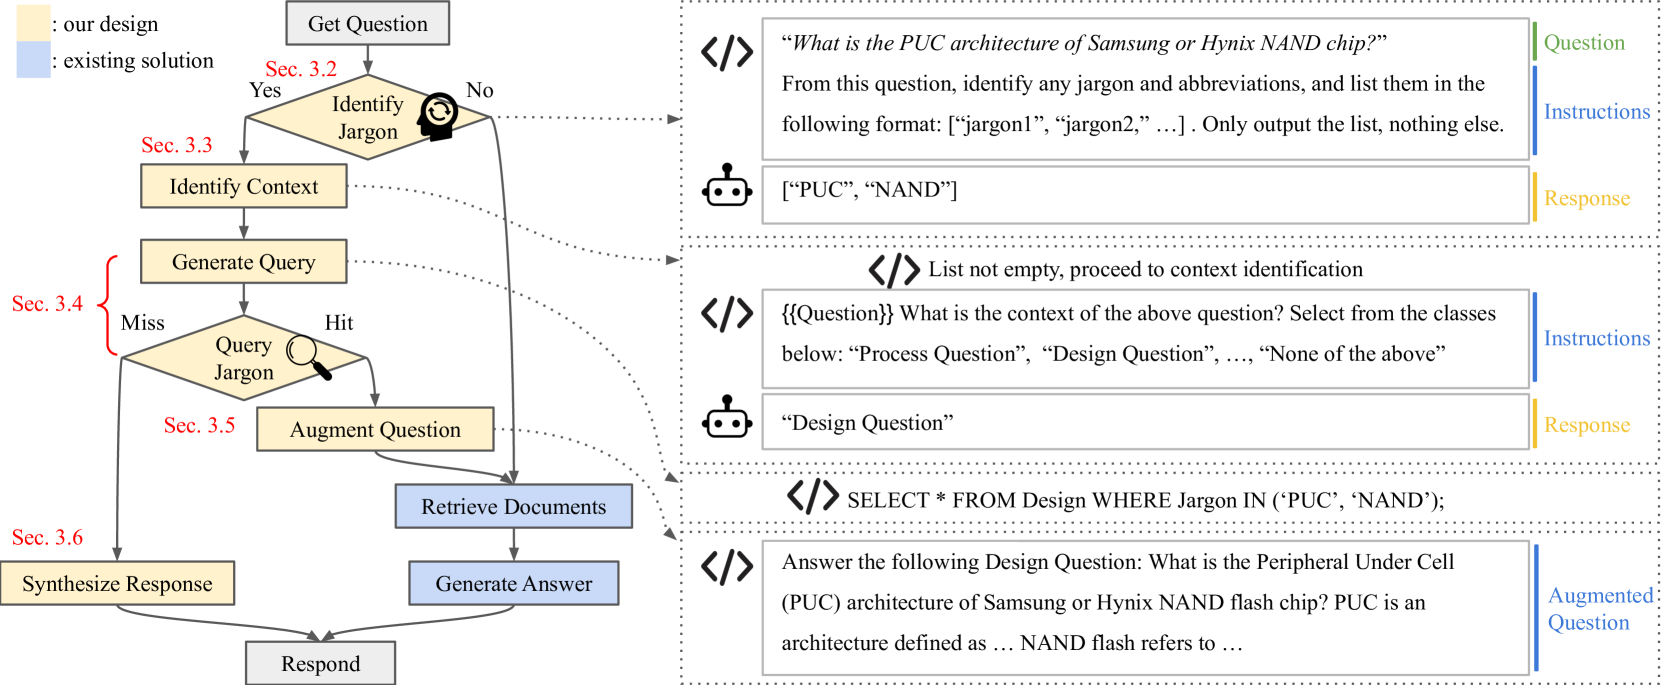 : our design
: existing solution
Get Question
Sec. 3.2
Yes
No
Identify
Jargon
Sec. 3.3
Identify Context
Generate Query
Sec. 3.4
Miss
Hit
Query
Jargon
Sec. 3.5
Augment Question
Retrieve Documents
Sec. 3.6
Synthesize Response
Generate Answer
Respond
</>
“What is the PUC architecture of Samsung or Hynix NAND chip?”
From this question, identify any jargon and abbreviations, and list them in the
following format: [“jargon1”, “jargon2,” …] . Only output the list, nothing else.
Question
Instructions
[“PUC”, “NAND”]
Response
</> List not empty, proceed to context identification
</>
{{Question}} What is the context of the above question? Select from the classes
below: “Process Question”,  “Design Question”, …, “None of the above”
Instructions
“Design Question”
Response
</> SELECT * FROM Design WHERE Jargon IN (‘PUC’, ‘NAND’);
</>
Answer the following Design Question: What is the Peripheral Under Cell
(PUC) architecture of Samsung or Hynix NAND flash chip? PUC is an
architecture defined as … NAND flash refers to …
Augmented
Question